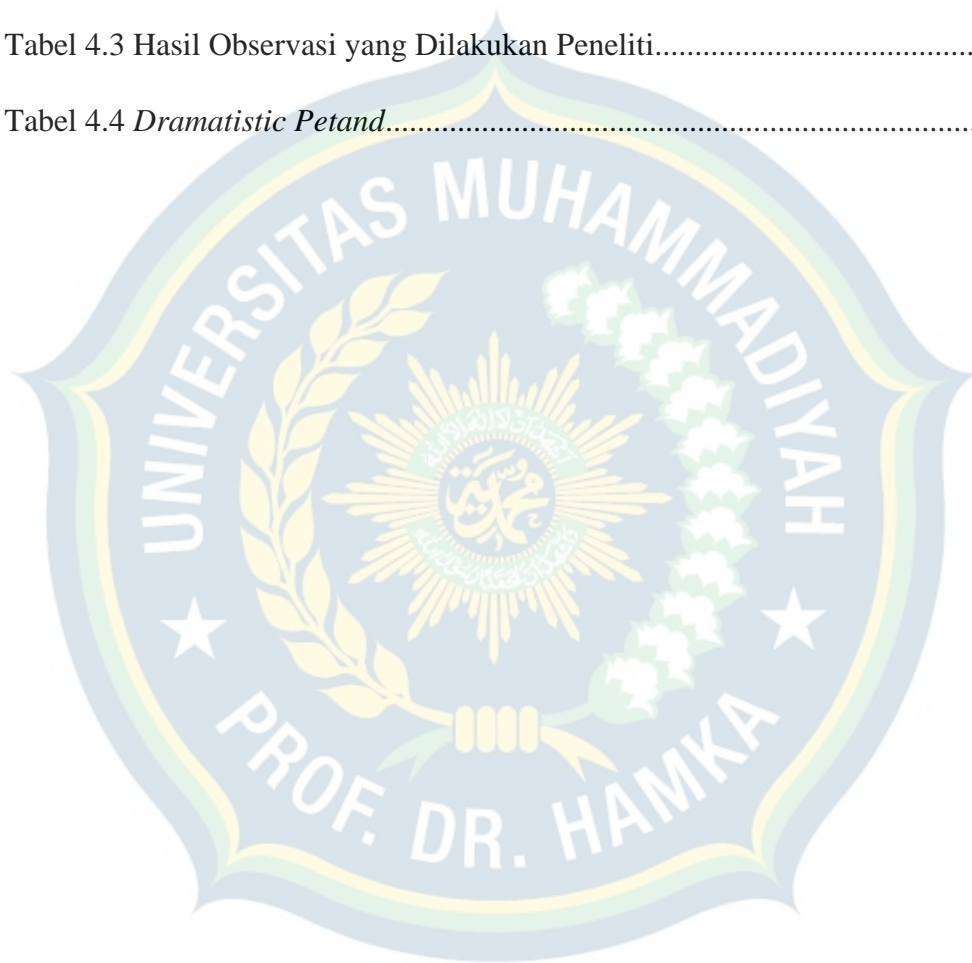 Tabel 4.3 Hasil Observasi yang Dilakukan Peneliti........................................
Tabel 4.4 Dramatistic Petand..........................................................................
UNIVERSITAS MUHAMMADIYAH
PROF. DR. HAMKA